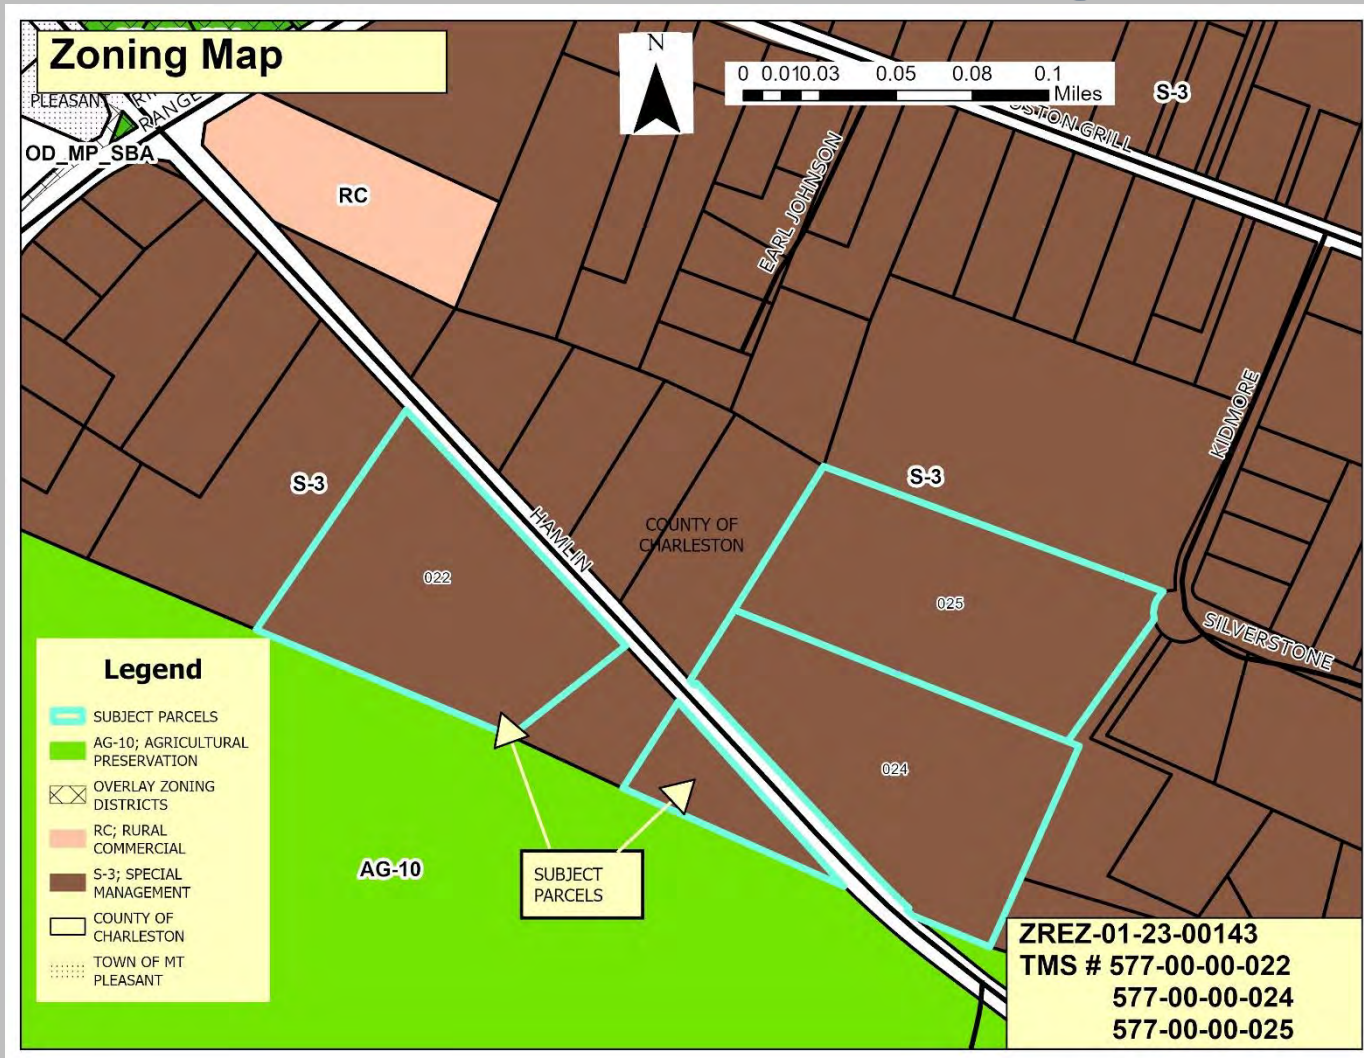 Zoning Map
N
0 0.010.03 0.05 0.08 0.1
Miles
S-3
PLEASANT
RANGE
OD_MP_SBA
RC
EARL JOHNSON
OSTON GRILL
KIDMORE
S-3
S-3
HAMLIN
COUNTY OF
CHARLESTON
022
025
SILVERSTONE
024
AG-10
SUBJECT
PARCELS
Legend
SUBJECT PARCELS
AG-10; AGRICULTURAL
PRESERVATION
OVERLAY ZONING
DISTRICTS
RC; RURAL
COMMERCIAL
S-3; SPECIAL
MANAGEMENT
COUNTY OF
CHARLESTON
TOWN OF MT
PLEASANT
ZREZ-01-23-00143
TMS # 577-00-00-022
577-00-00-024
577-00-00-025